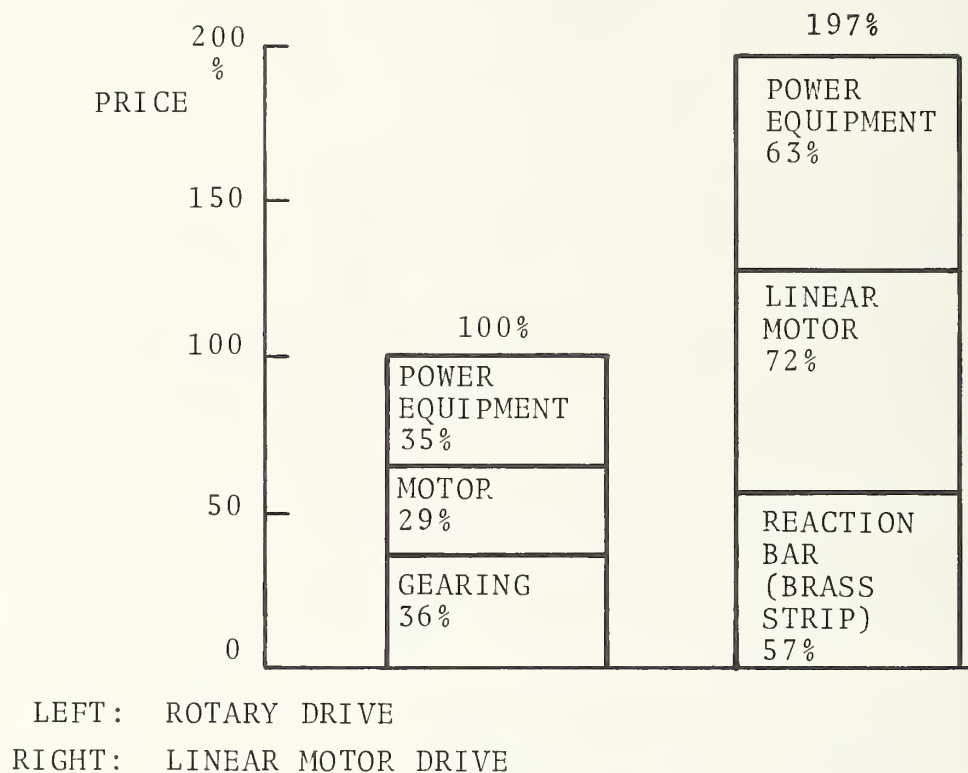 197%
200
%
PRICE
150
100
50
0
100%
POWER
EQUIPMENT
35%
MOTOR
29%
GEARING
36%
POWER
EQUIPMENT
63%
LINEAR
MOTOR
72%
REACTION
BAR
(BRASS
STRIP)
57%
LEFT: ROTARY DRIVE
RIGHT: LINEAR MOTOR DRIVE